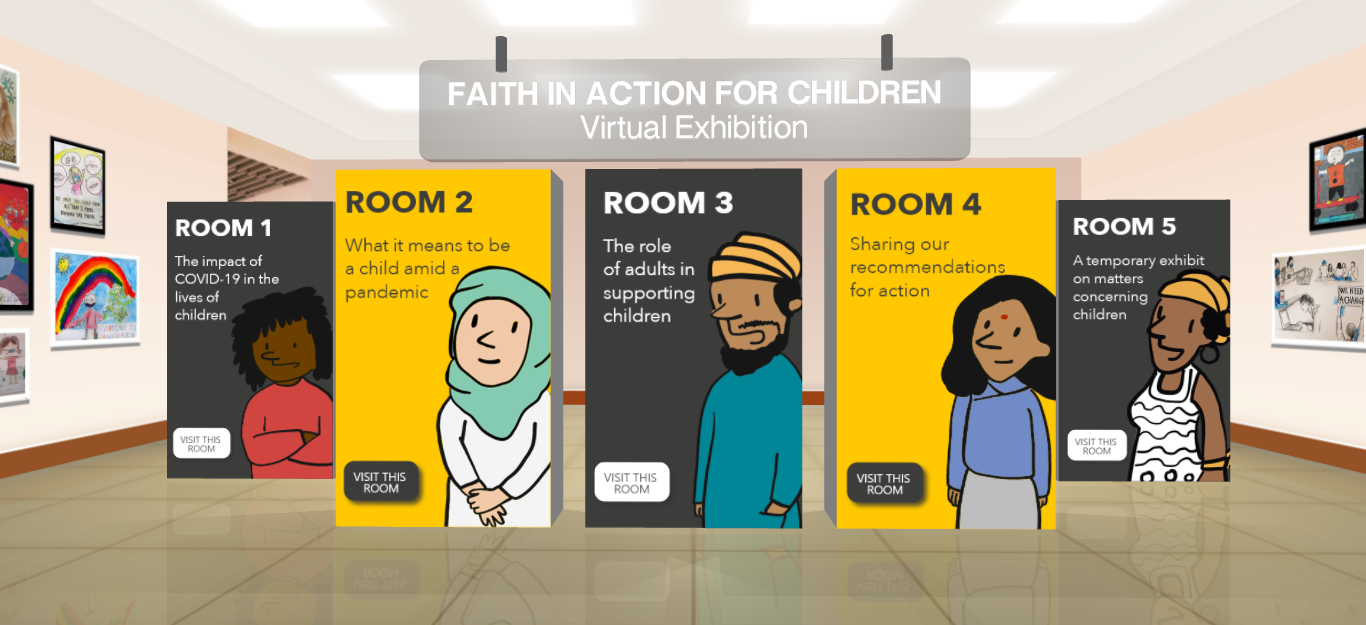 FAITH IN ACTION FOR CHILDREN
Virtual Exhibition
ROOM 1
The impact of
COVID-19 in the
lives of
children
VISIT THIS
ROOM
ROOM 2
What it means to be
a child amid a
pandemic
VISIT THIS
ROOM
ROOM 3
The role
of adults in
supporting
children
VISIT THIS
ROOM
ROOM 4
Sharing our
recommendations
for action
VISIT THIS
ROOM
ROOM 5
A temporary exhibit
on matters
concerning
children
VISIT THIS
ROOM
WE NEED
A CHANGE